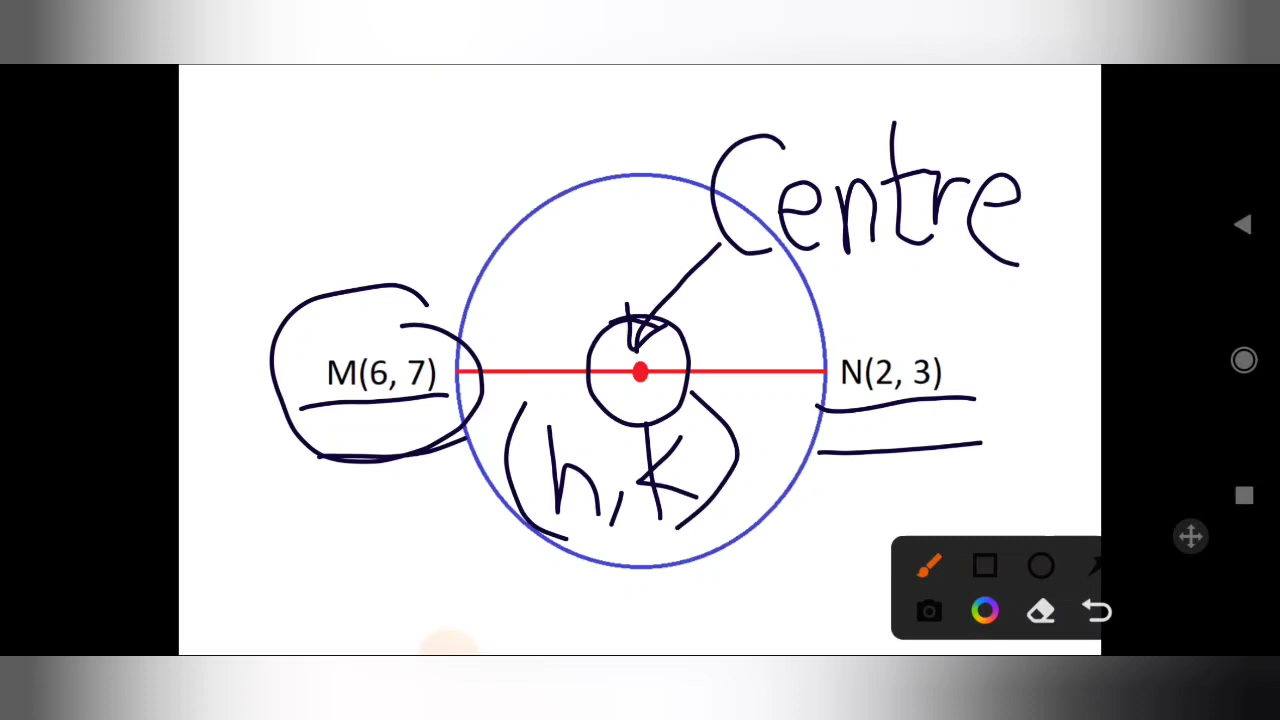 Centre
M(6, 7)
N(2, 3)
(h, k)